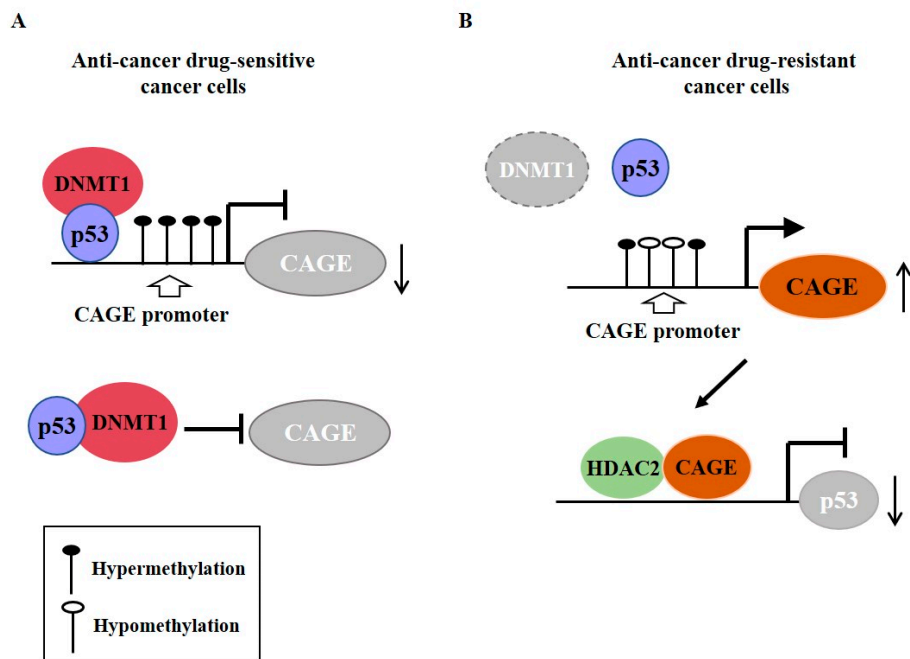 A
Anti-cancer drug-sensitive
cancer cells
DNMT1
p53
CAGE
CAGE promoter
p53
DNMT1
CAGE
Hypermethylation
Hypomethylation
B
Anti-cancer drug-resistant
cancer cells
DNMT1
p53
CAGE
CAGE promoter
HDAC2
CAGE
p53